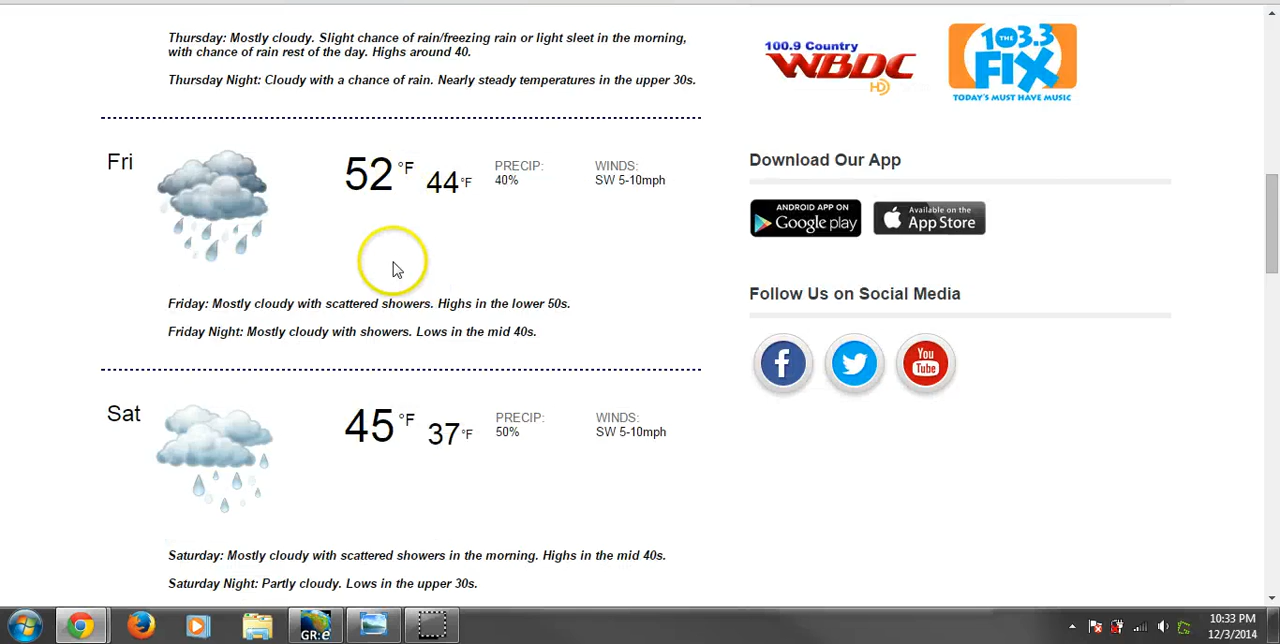 Thursday: Mostly cloudy. Slight chance of rain/freezing rain or light sleet in the morning,
with chance of rain rest of the day. Highs around 40.
Thursday Night: Cloudy with a chance of rain. Nearly steady temperatures in the upper 30s.
Fri
52 °F 44 °F
PRECIP:
40%
WINDS:
SW 5-10mph
Friday: Mostly cloudy with scattered showers. Highs in the lower 50s.
Friday Night: Mostly cloudy with showers. Lows in the mid 40s.
Sat
45 °F 37 °F
PRECIP:
50%
WINDS:
SW 5-10mph
Saturday: Mostly cloudy with scattered showers in the morning. Highs in the mid 40s.
Saturday Night: Partly cloudy. Lows in the upper 30s.
100.9 Country
WBDC
HD
THE
103.3
FIX
TODAY'S MUST HAVE MUSIC
Download Our App
ANDROID APP ON
Google play
Available on the
App Store
Follow Us on Social Media
f
You
Tube
GR:e
10:33 PM
12/3/2014